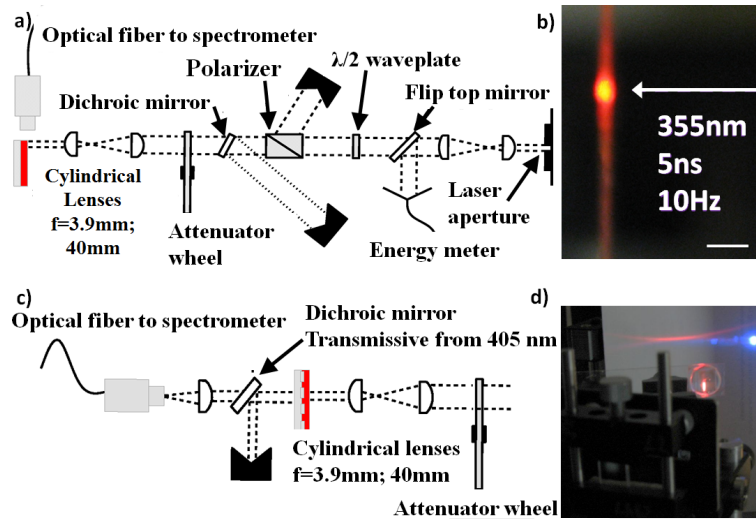 a)
Optical fiber to spectrometer
Polarizer
λ/2 waveplate
Dichroic mirror
Flip top mirror
Cylindrical
Lenses
f=3.9mm;
40mm
Attenuator
wheel
Energy meter
Laser
aperture
b)
355nm
5ns
10Hz
c)
Optical fiber to spectrometer
Dichroic mirror
Transmissive from 405 nm
Cylindrical lenses
f=3.9mm; 40mm
Attenuator wheel
d)